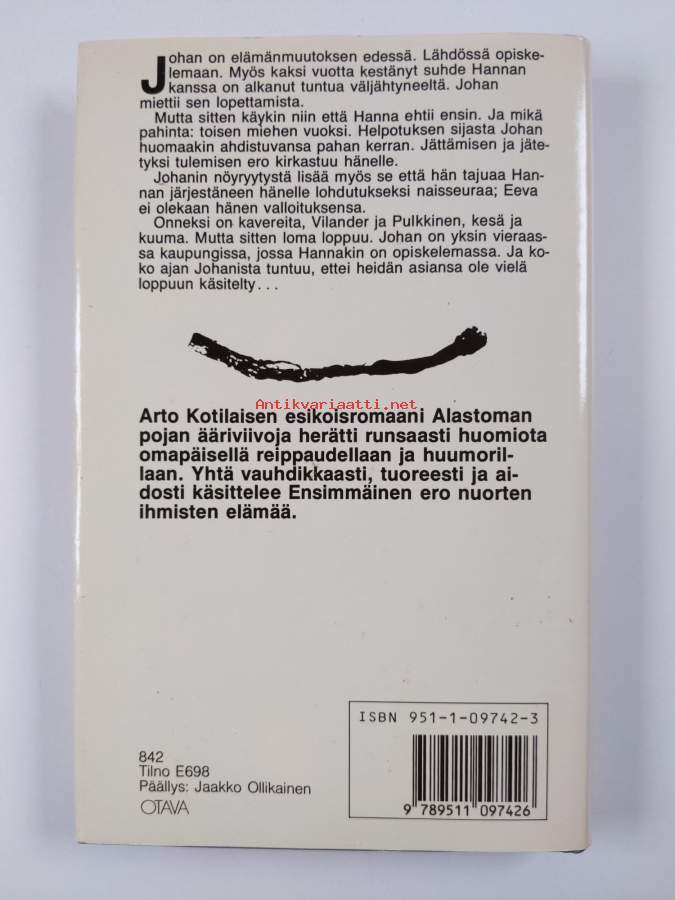 Johan on elämänmuutoksen edessä. Lähdössä opiske-
lemaan. Myös kaksi vuotta kestänyt suhde Hannan
kanssa on alkanut tuntua väljähtyneeltä. Johan
miettii sen lopettamista.
Mutta sitten käykin niin että Hanna ehtii ensin. Ja mikä
pahinta: toisen miehen vuoksi. Helpotuksen sijasta Johan
huomaakin ahdistuvansa pahan kerran. Jättämisen ja jäte-
tyksi tulemisen ero kirkastuu hänelle.
Johanin nöyryytystä lisää myös se että hän tajuaa Han-
nan järjestäneen hänelle lohdutukseksi naisseuraa; Eeva
ei olekaan hänen valloituksensa.
Onneksi on kavereita, Vilander ja Pulkkinen, kesä ja
kuuma. Mutta sitten loma loppuu. Johan on yksin vieraas-
sa kaupungissa, jossa Hannakin on opiskelemassa. Ja ko-
ko ajan Johanista tuntuu, ettei heidän asiansa ole vielä
loppuun käsitelty...
Antikvariaatti.net
Arto Kotilaisen esikoisromaani Alastoman
pojan ääriviivoja herätti runsaasti huomiota
omapäisellä reippaudellaan ja huumoril-
laan. Yhtä vauhdikkaasti, tuoreesti ja ai-
dosti käsittelee Ensimmäinen ero nuorten
ihmisten elämää.
ISBN 951-1-09742-3
842
Tilno E698
Päällys: Jaakko Ollikainen
OTAVA
9 789511 097426